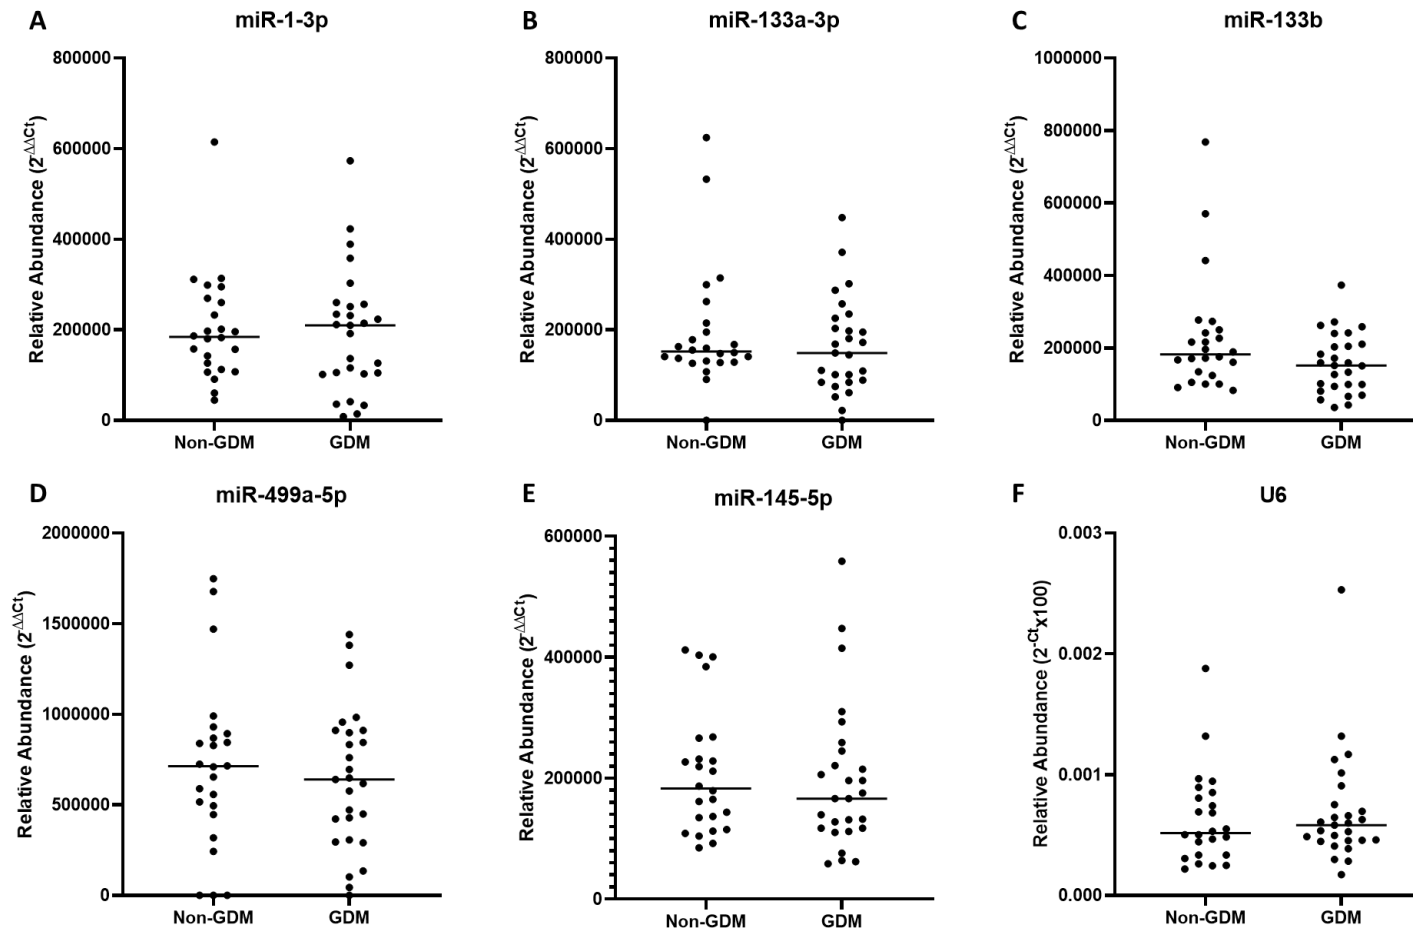 A miR-1-3p
Relative Abundance (2^-ΔΔCt)
800000
600000
400000
200000
0
Non-GDM GDM
B miR-133a-3p
Relative Abundance (2^-ΔΔCt)
800000
600000
400000
200000
0
Non-GDM GDM
C miR-133b
Relative Abundance (2^-ΔΔCt)
1000000
800000
600000
400000
200000
0
Non-GDM GDM
D miR-499a-5p
Relative Abundance (2^-ΔΔCt)
2000000
1500000
1000000
500000
0
Non-GDM GDM
E miR-145-5p
Relative Abundance (2^-ΔΔCt)
600000
400000
200000
0
Non-GDM GDM
F U6
Relative Abundance (2^-Ctx100)
0.003
0.002
0.001
0.000
Non-GDM GDM